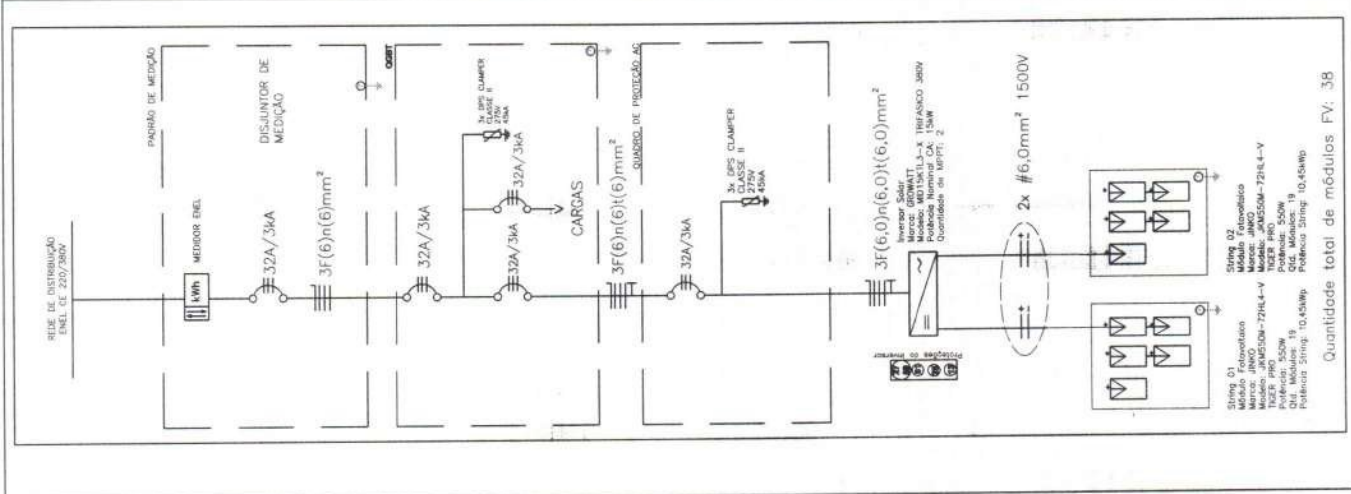 REDE DE DISTRIBUIÇÃO
ENEL CE 220/380V
PADRÃO DE MEDIÇÃO
MEDIDOR ENEL
kWh
DISJUNTOR DE
MEDIÇÃO
32A/3kA
3F(6)n(6)mm²
QGBT
32A/3kA
3x DPS CLAMPER
CLASSE II
275V
45kA
32A/3kA
CARGAS
32A/3kA
3F(6)n(6)t(6)mm²
QUADRO DE PROTEÇÃO AC
32A/3kA
3x DPS CLAMPER
CLASSE II
275V
45kA
3F(6,0)n(6,0)t(6,0)mm²
Inversor Solar
Marca: GROWATT
Modelo: MID15KTL3-X TRIFASICO 380V
Potência Nominal CA: 15kW
Quantidade de MPPT: 2
Proteções do Inversor
2x #6,0mm² 1500V
String 01
Módulo Fotovoltaico
Marca: JINKO
Modelo: JKM550M-72HL4-V
TIGER PRO
Potência: 550W
Qtd. Módulos: 19
Potência String: 10,45kWp
String 02
Módulo Fotovoltaico
Marca: JINKO
Modelo: JKM550M-72HL4-V
TIGER PRO
Potência: 550W
Qtd. Módulos: 19
Potência String: 10,45kWp
Quantidade total de módulos FV: 38